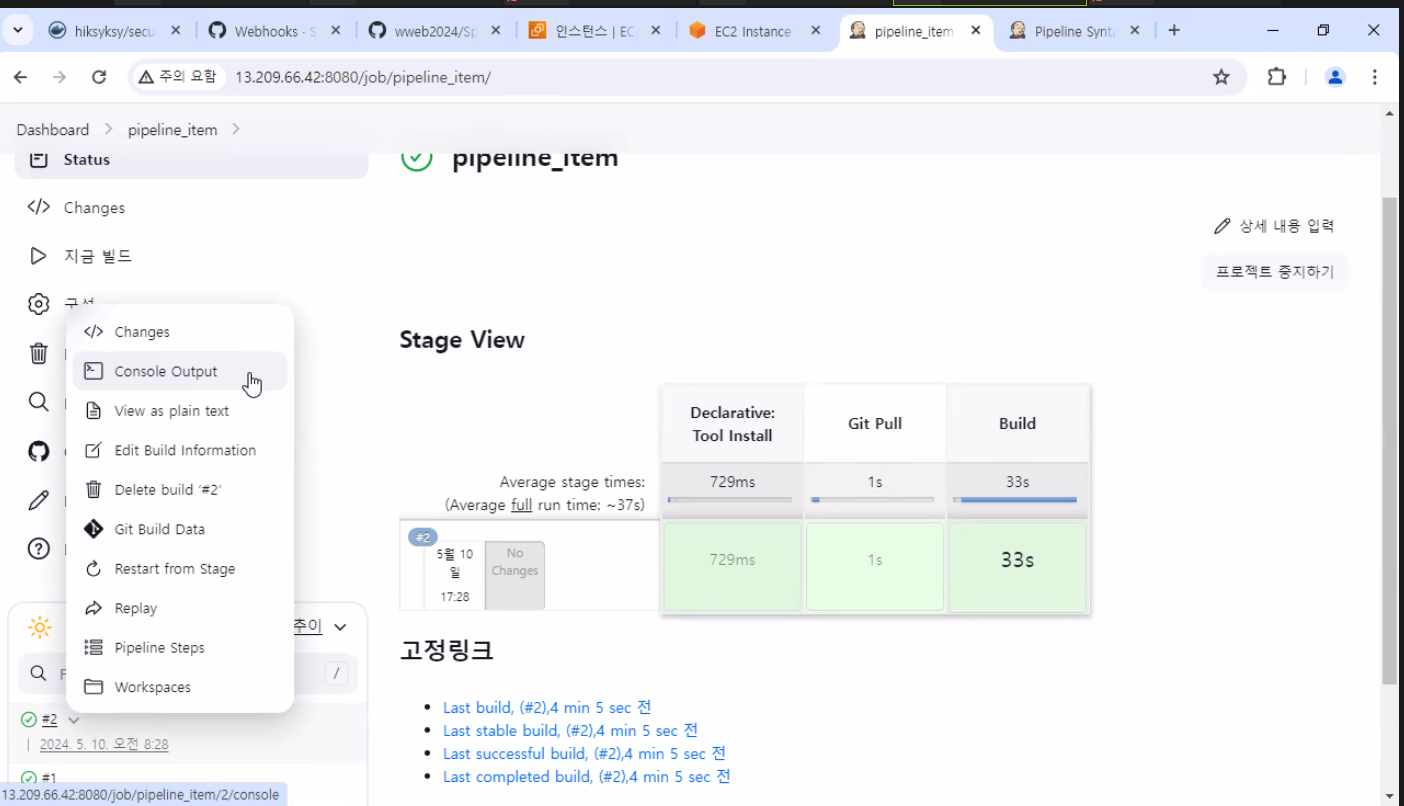 hiksyksy/secu
Webhooks · S
wweb2024/Sp
인스턴스 | EC
EC2 Instance
pipeline_item
Pipeline Synta
주의 요함
13.209.66.42:8080/job/pipeline_item/
Dashboard
pipeline_item
Status
pipeline_item
Changes
상세 내용 입력
지금 빌드
프로젝트 중지하기
구성
Changes
Console Output
View as plain text
Edit Build Information
Delete build '#2'
Git Build Data
Restart from Stage
Replay
Pipeline Steps
Workspaces
Stage View
Declarative:
Tool Install
Git Pull
Build
Average stage times:
(Average full run time: ~37s)
729ms
1s
33s
#2
5월 10
일
17:28
No
Changes
729ms
1s
33s
추이
F
/
고정링크
Last build, (#2),4 min 5 sec 전
Last stable build, (#2),4 min 5 sec 전
Last successful build, (#2),4 min 5 sec 전
Last completed build, (#2),4 min 5 sec 전
#2
2024. 5. 10. 오전 8:28
#1
13.209.66.42:8080/job/pipeline_item/2/console